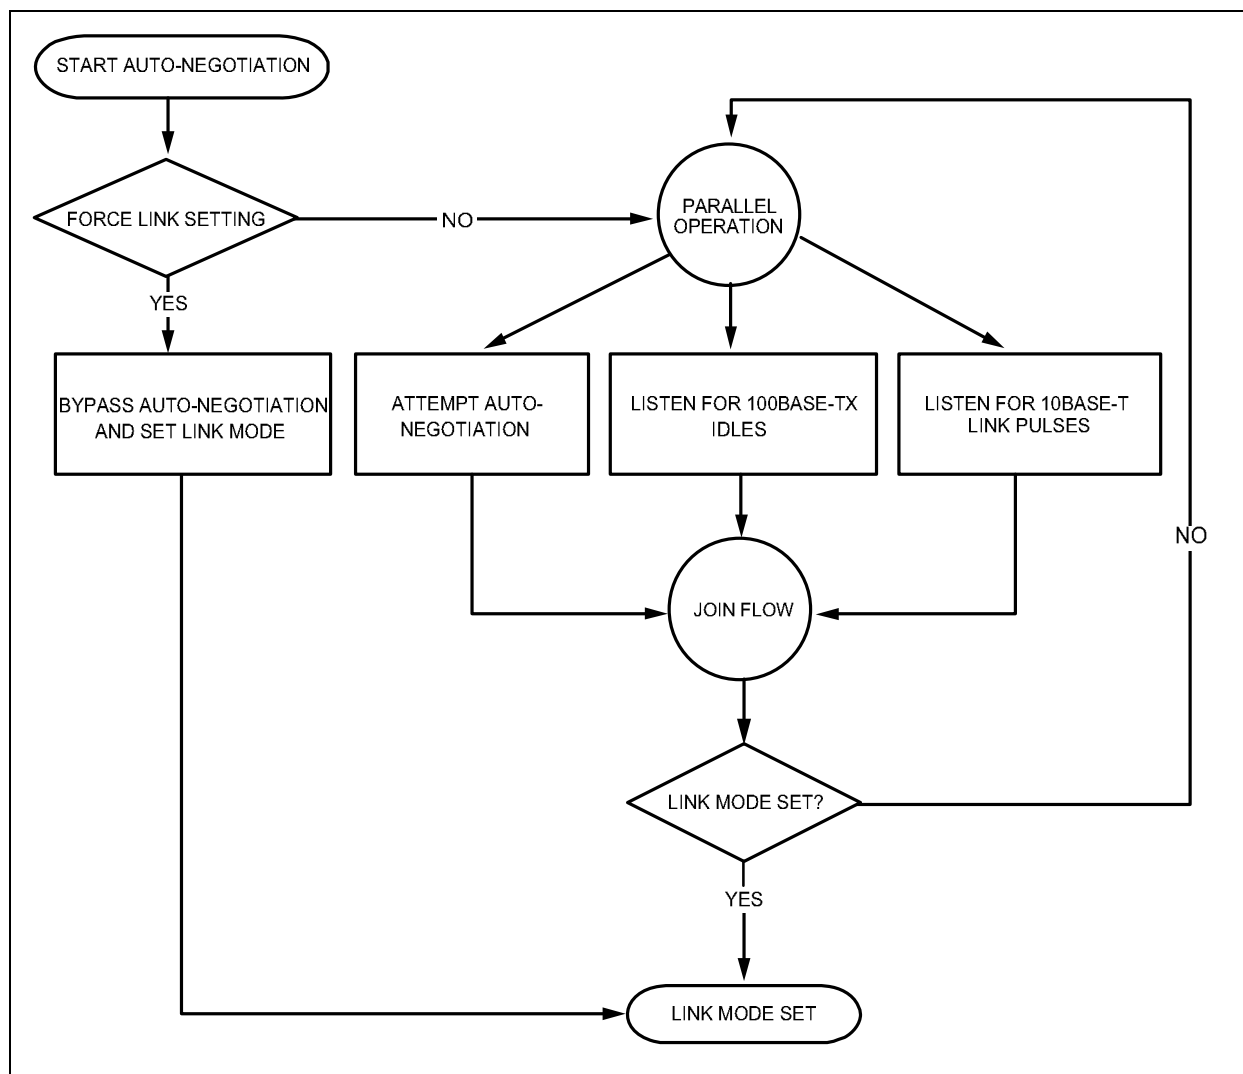 START AUTO-NEGOTIATION
FORCE LINK SETTING
NO
PARALLEL
OPERATION
YES
BYPASS AUTO-NEGOTIATION
AND SET LINK MODE
ATTEMPT AUTO-
NEGOTIATION
LISTEN FOR 100BASE-TX
IDLES
LISTEN FOR 10BASE-T
LINK PULSES
NO
JOIN FLOW
LINK MODE SET?
YES
LINK MODE SET